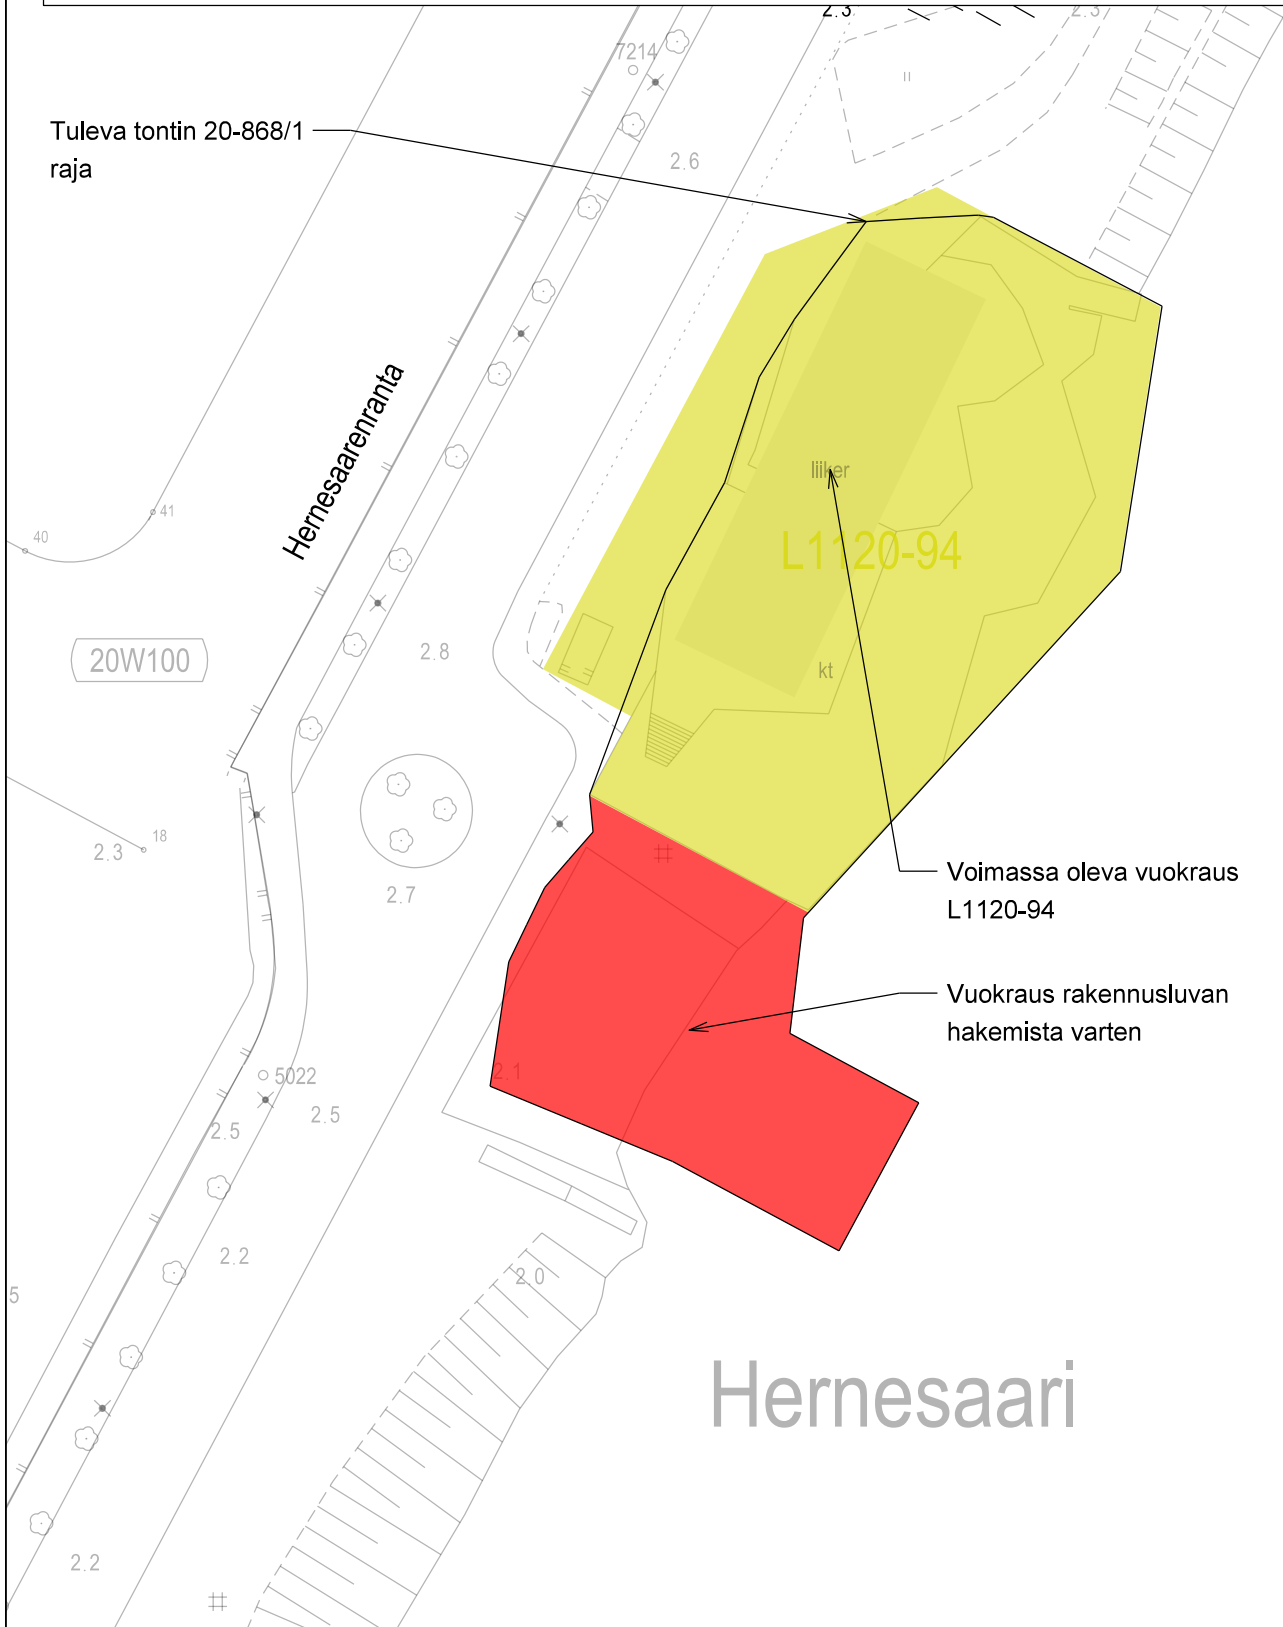 2.3
2.3
7214
Tuleva tontin 20-868/1
raja
2.6
Hernesaarenranta
liiker
41
40
L1120-94
20W100
2.8
kt
18
2.3
2.7
Voimassa oleva vuokraus
L1120-94
Vuokraus rakennusluvan
hakemista varten
2.1
5022
2.5
2.5
2.2
2.0
5
Hernesaari
2.2